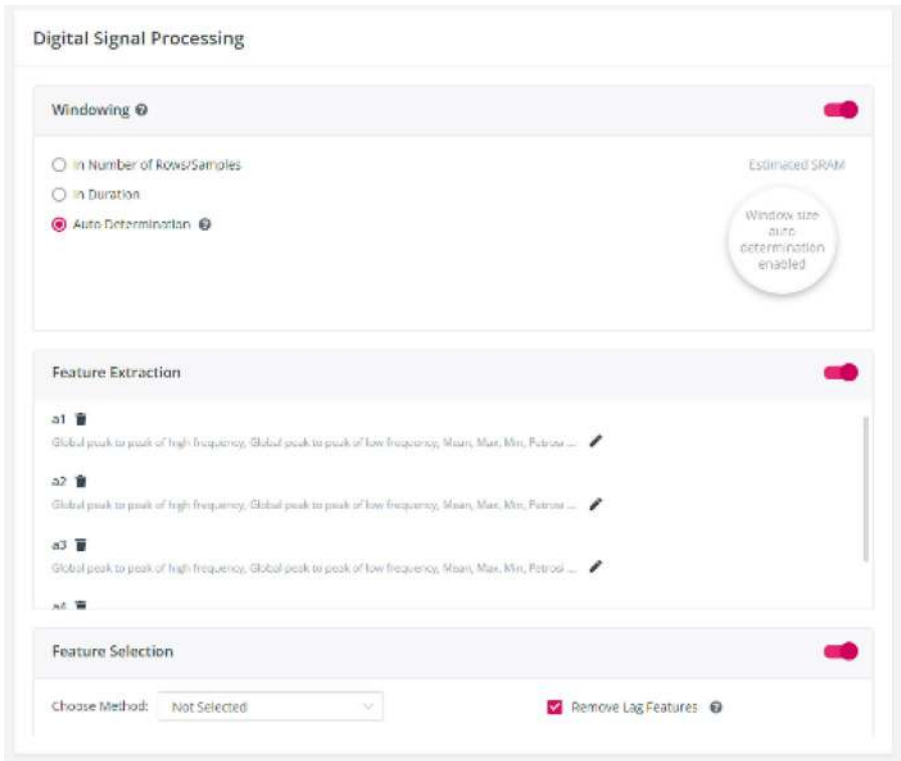 Digital Signal Processing
Windowing
In Number of Rows/Samples
Estimated SRAM
In Duration
Auto Determination
Window size
auto
determination
enabled
Feature Extraction
a1
Global peak to peak of high frequency, Global peak to peak of low frequency, Mean, Max, Min, Petrosi ...
a2
Global peak to peak of high frequency, Global peak to peak of low frequency, Mean, Max, Min, Petrosi ...
a3
Global peak to peak of high frequency, Global peak to peak of low frequency, Mean, Max, Min, Petrosi ...
a4
Feature Selection
Choose Method: Not Selected Remove Lag Features